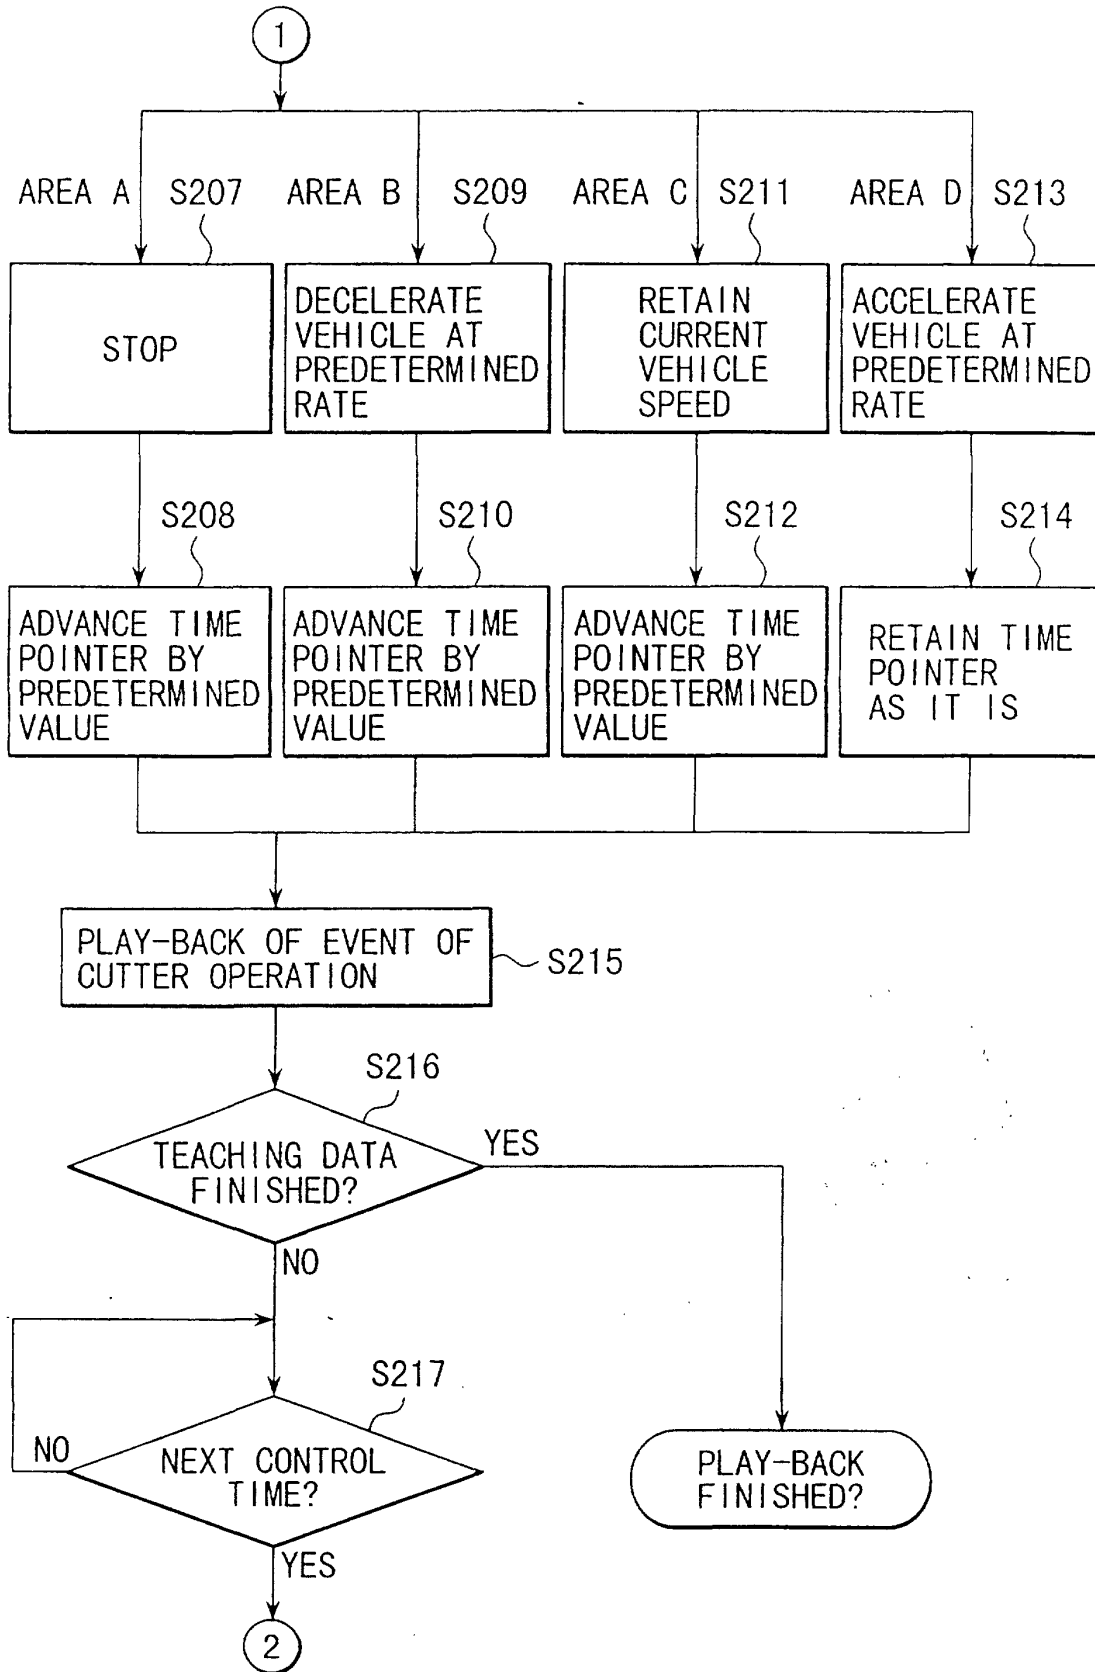 1
AREA A
S207
AREA B
S209
AREA C
S211
AREA D
S213
STOP
DECELERATE
VEHICLE AT
PREDETERMINED
RATE
RETAIN
CURRENT
VEHICLE
SPEED
ACCELERATE
VEHICLE AT
PREDETERMINED
RATE
S208
S210
S212
S214
ADVANCE TIME
POINTER BY
PREDETERMINED
VALUE
ADVANCE TIME
POINTER BY
PREDETERMINED
VALUE
ADVANCE TIME
POINTER BY
PREDETERMINED
VALUE
RETAIN TIME
POINTER
AS IT IS
PLAY-BACK OF EVENT OF
CUTTER OPERATION
S215
S216
TEACHING DATA
FINISHED?
YES
NO
S217
NEXT CONTROL
TIME?
NO
YES
PLAY-BACK
FINISHED?
2